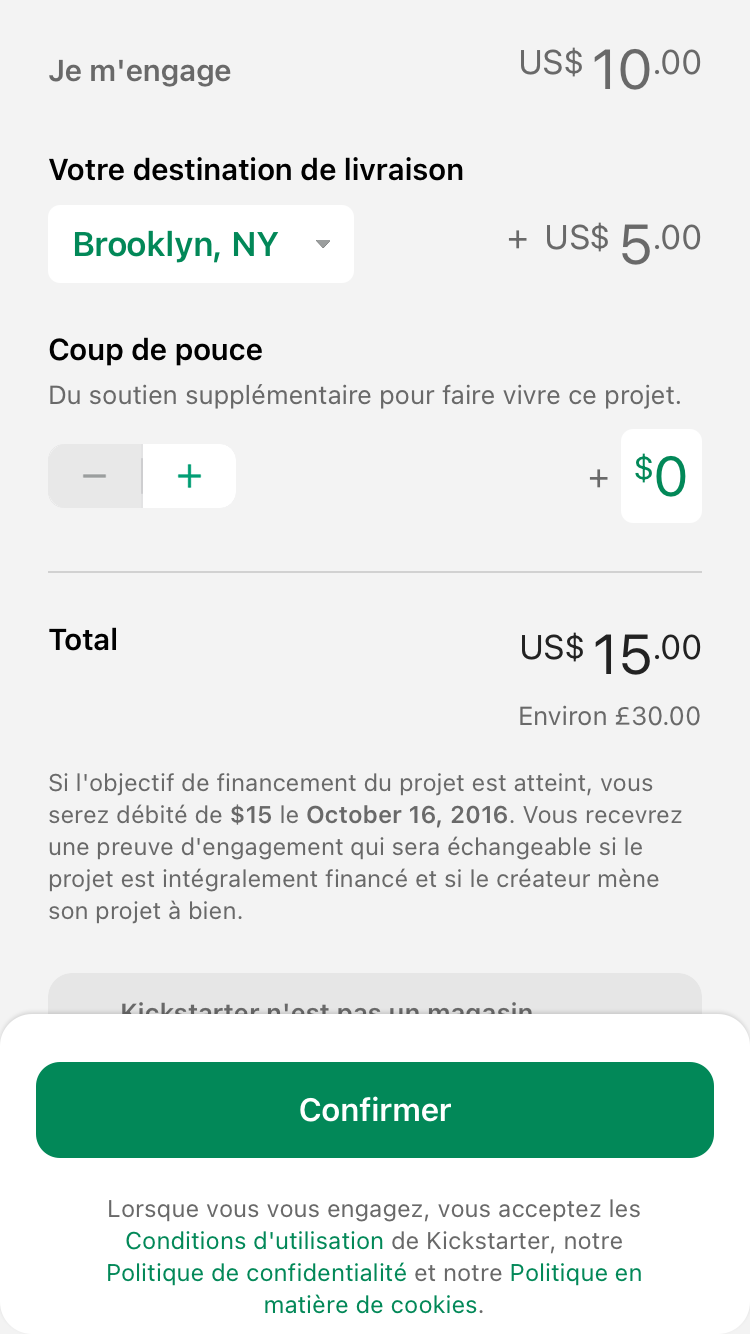 Je m'engage US$ 10.00
Votre destination de livraison
Brooklyn, NY + US$ 5.00
Coup de pouce
Du soutien supplémentaire pour faire vivre ce projet.
− + + $0
Total US$ 15.00
Environ £30.00
Si l'objectif de financement du projet est atteint, vous
serez débité de $15 le October 16, 2016. Vous recevrez
une preuve d'engagement qui sera échangeable si le
projet est intégralement financé et si le créateur mène
son projet à bien.
Kickstarter n'est pas un magasin
Confirmer
Lorsque vous vous engagez, vous acceptez les
Conditions d'utilisation de Kickstarter, notre
Politique de confidentialité et notre Politique en
matière de cookies.